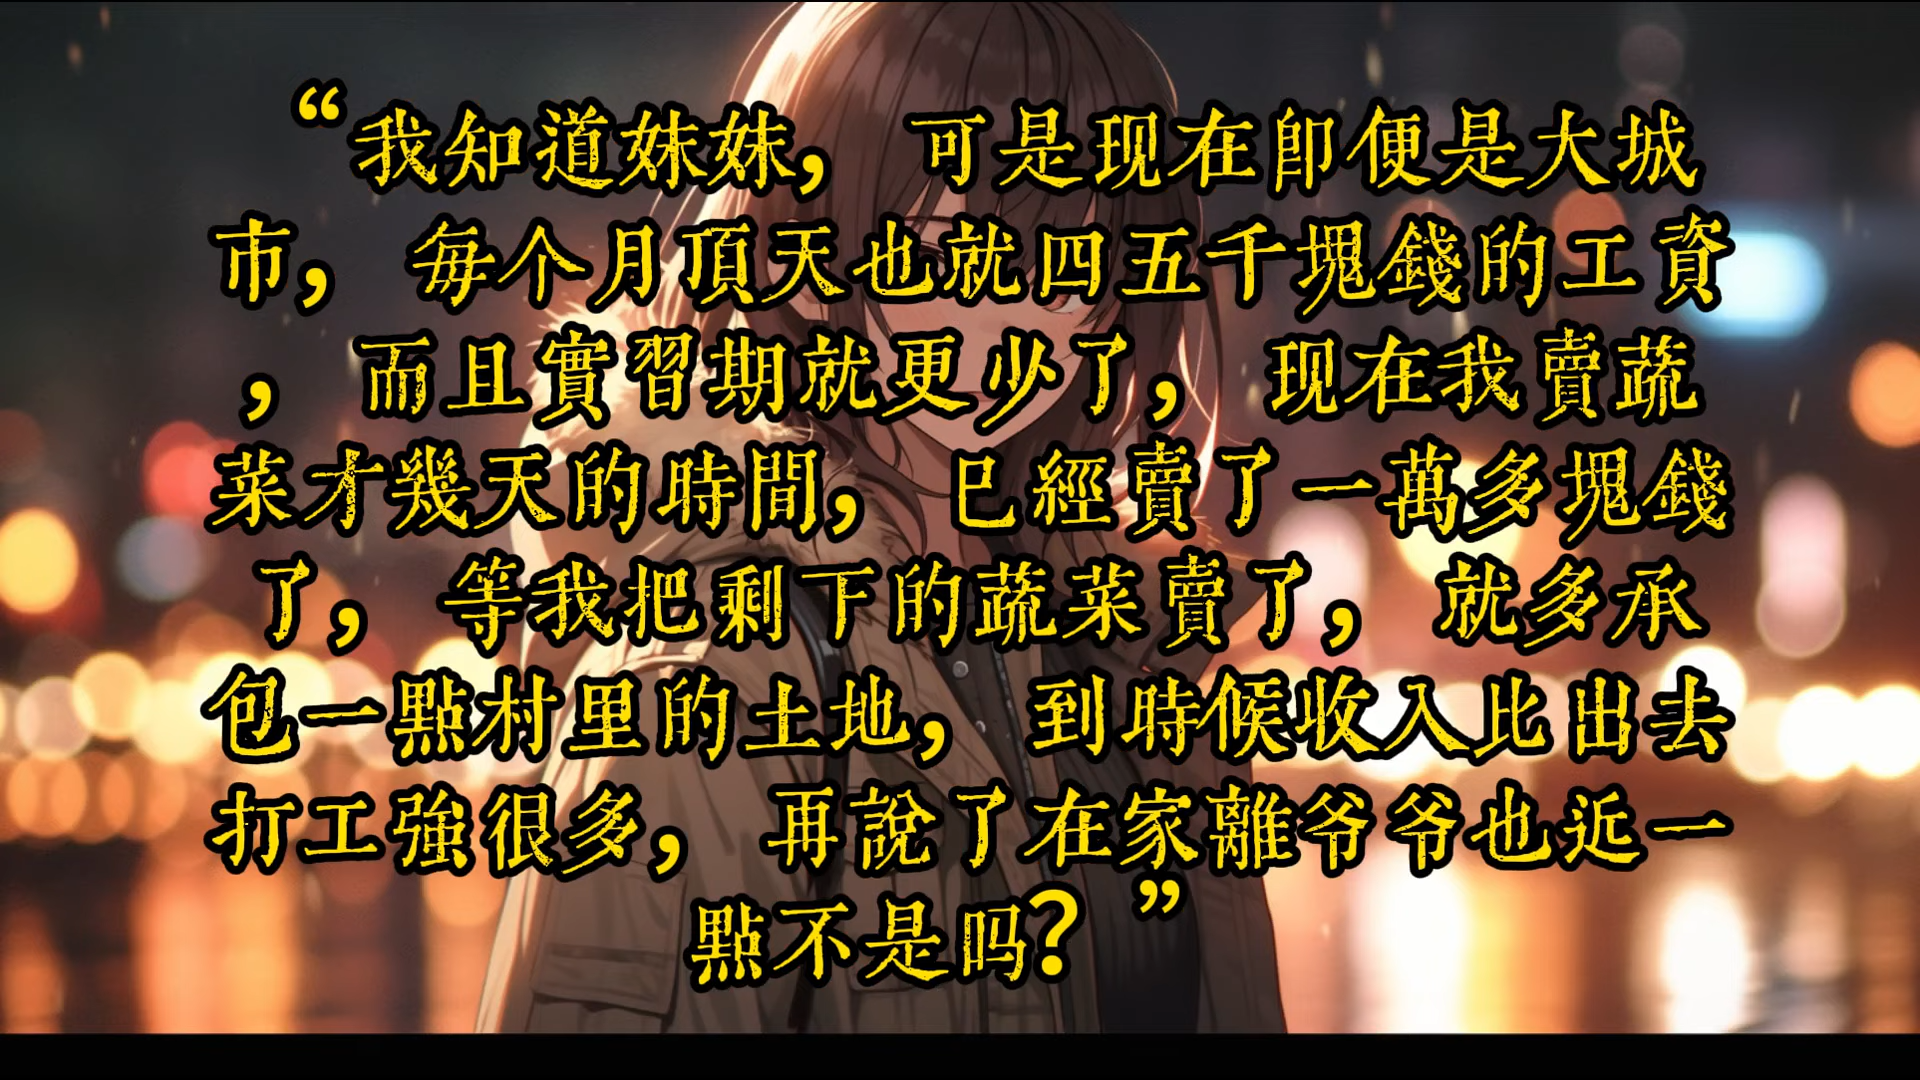 “我知道妹妹， 可是现在即便是大城
市， 每个月頂天也就四五千塊錢的工資
， 而且實習期就更少了， 现在我賣蔬
菜才幾天的時間， 已經賣了一萬多塊錢
了， 等我把剩下的蔬菜賣了， 就多承
包一點村里的土地， 到時候收入比出去
打工強很多， 再說了在家離爷爷也近一
點不是吗？”